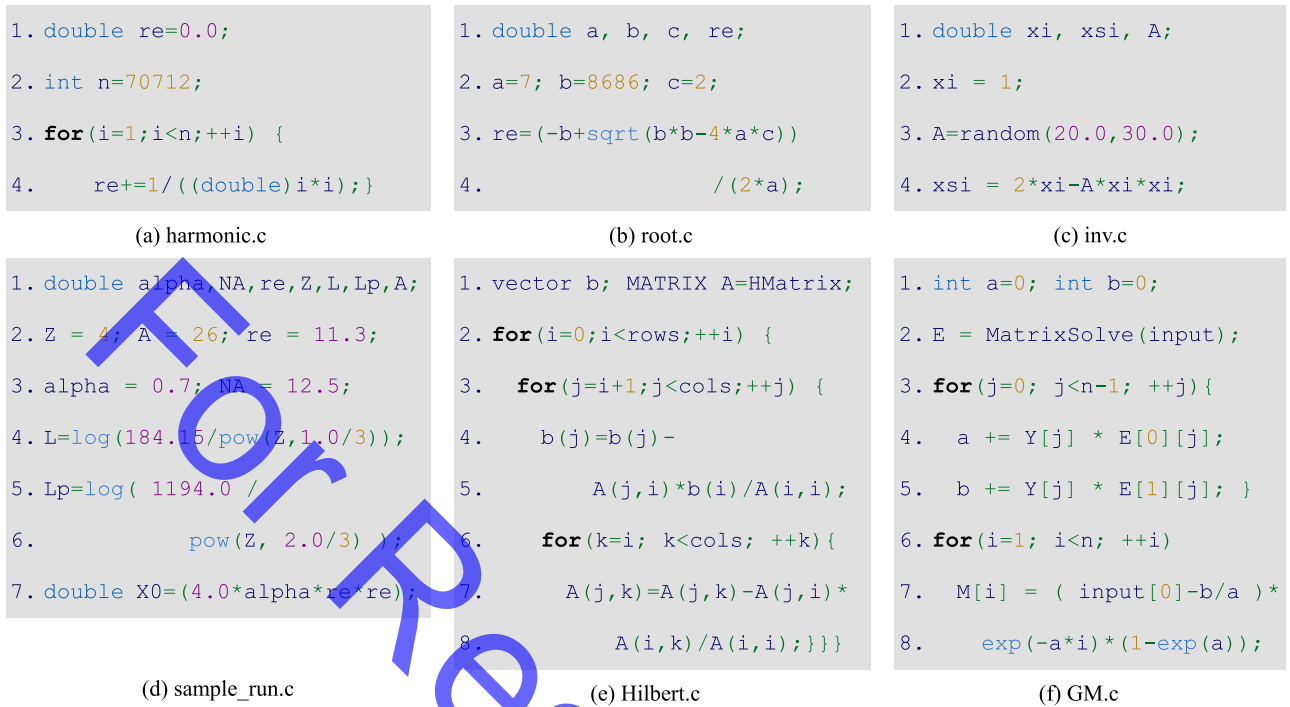 1. double re=0.0;
2. int n=70712;
3. for(i=1;i<n;++i) {
4. re+=1/((double)i*i);}
(a) harmonic.c
1. double a, b, c, re;
2. a=7; b=8686; c=2;
3. re=(-b+sqrt(b*b-4*a*c))
4. /(2*a);
(b) root.c
1. double xi, xsi, A;
2. xi = 1;
3. A=random(20.0,30.0);
4. xsi = 2*xi-A*xi*xi;
(c) inv.c
1. double alpha,NA,re,Z,L,Lp,A;
2. Z = 4; A = 26; re = 11.3;
3. alpha = 0.7; NA = 12.5;
4. L=log(184.15/pow(Z,1.0/3));
5. Lp=log( 1194.0 /
6. pow(Z, 2.0/3) );
7. double X0=(4.0*alpha*re*re);
(d) sample_run.c
1. vector b; MATRIX A=HMatrix;
2. for(i=0;i<rows;++i) {
3. for(j=i+1;j<cols;++j) {
4. b(j)=b(j)-
5. A(j,i)*b(i)/A(i,i);
6. for(k=i; k<cols; ++k){
7. A(j,k)=A(j,k)-A(j,i)*
8. A(i,k)/A(i,i);}}}
(e) Hilbert.c
1. int a=0; int b=0;
2. E = MatrixSolve(input);
3. for(j=0; j<n-1; ++j){
4. a += Y[j] * E[0][j];
5. b += Y[j] * E[1][j]; }
6. for(i=1; i<n; ++i)
7. M[i] = ( input[0]-b/a )*
8. exp(-a*i)*(1-exp(a));
(f) GM.c
For Re